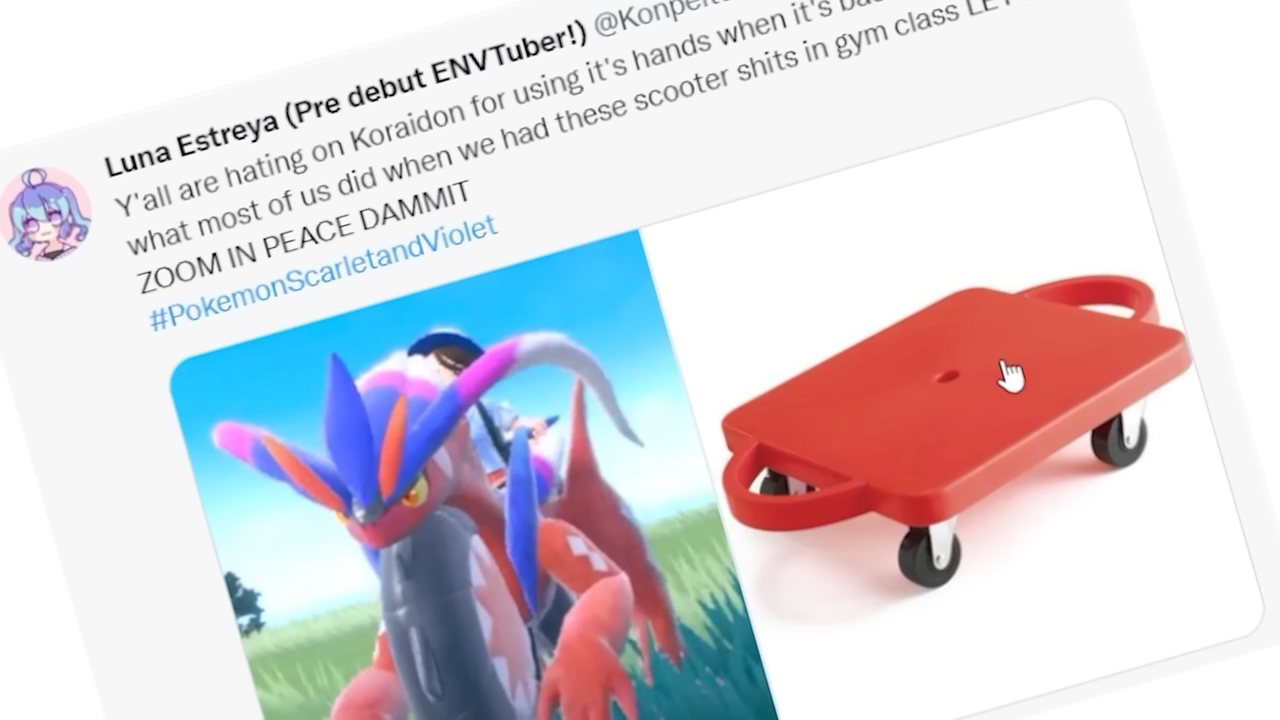 Luna Estreya (Pre debut ENVTuber!)
Y'all are hating on Koraidon for using it's hands when it's
what most of us did when we had these scooter shits in gym class
ZOOM IN PEACE DAMMIT
#PokemonScarletandViolet